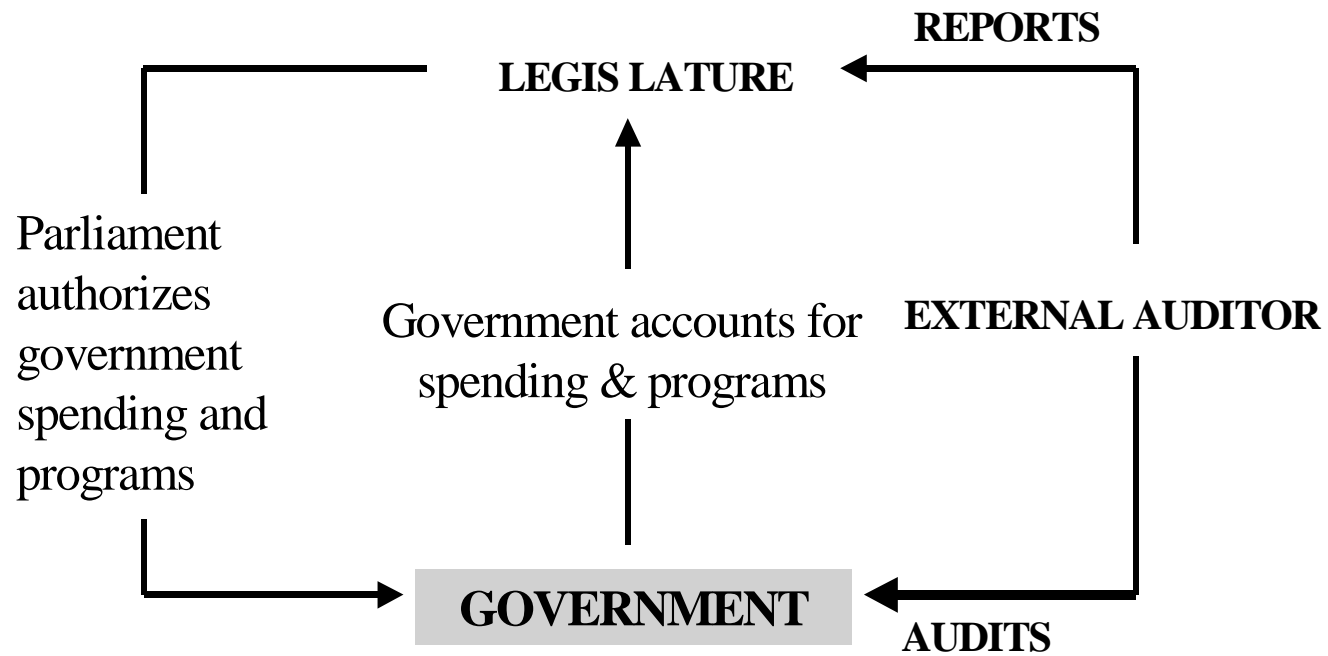 REPORTS
LEGIS LATURE
Parliament
authorizes
government
spending and
programs
Government accounts for
spending & programs
EXTERNAL AUDITOR
GOVERNMENT
AUDITS